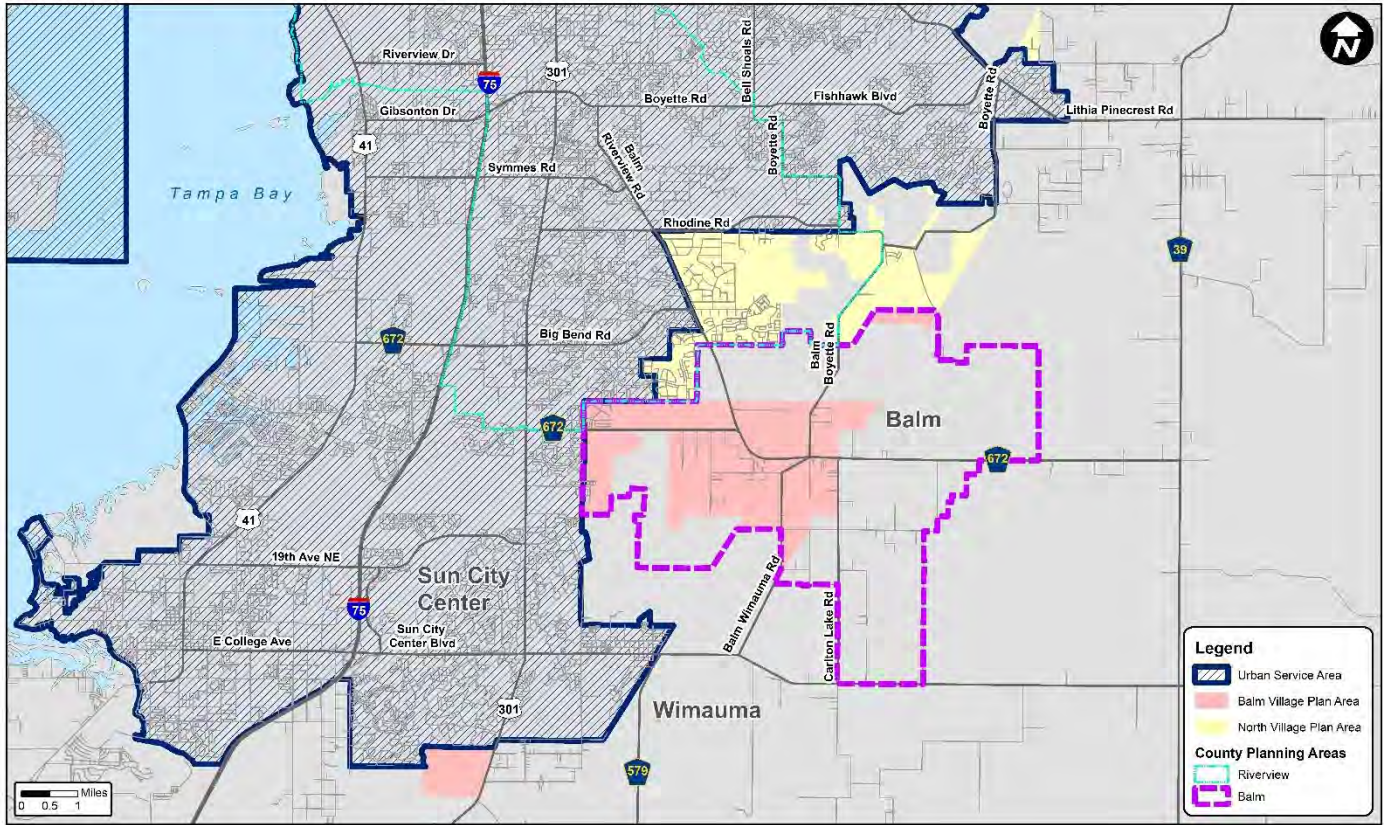 N
Riverview Dr
301
75
Bell Shoals Rd
Boyette Rd
Fishhawk Blvd
Boyette Rd
Lithia Pinecrest Rd
Gibsonton Dr
41
Boyette Rd
Balm
Riverview Rd
Symmes Rd
Tampa Bay
Rhodine Rd
39
672
Big Bend Rd
Balm
Boyette Rd
672
Balm
672
41
19th Ave NE
Sun City
Center
75
Balm Wimauma Rd
Carlton Lake Rd
E College Ave
Sun City
Center Blvd
301
Wimauma
579
Miles
0 0.5 1
Legend
Urban Service Area
Balm Village Plan Area
North Village Plan Area
County Planning Areas
Riverview
Balm